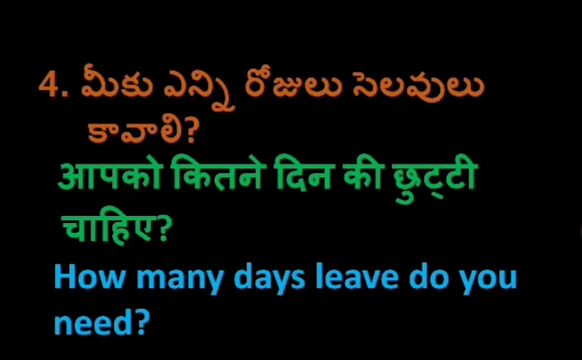 4. మీకు ఎన్ని రోజులు సెలవులు
కావాలి?
आपको कितने दिन की छुट्टी
चाहिए?
How many days leave do you
need?